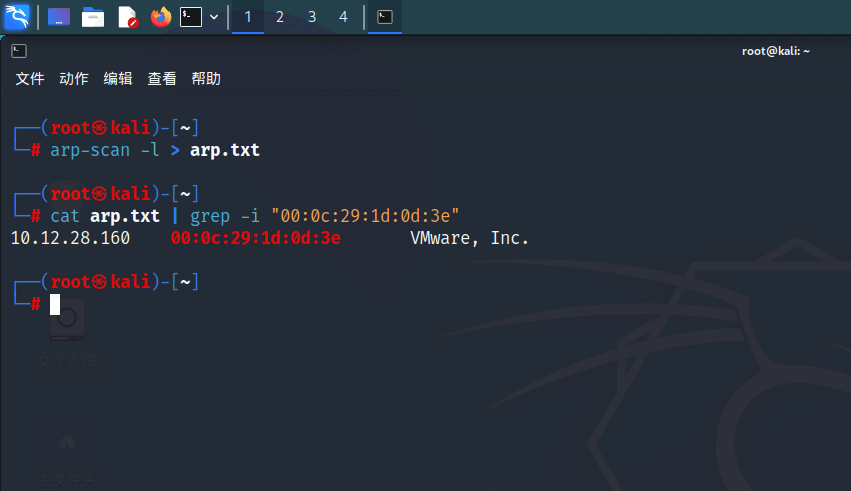 1 2 3 4
root@kali: ~
文件 动作 编辑 查看 帮助
┌──(root㉿kali)-[~]
└─# arp-scan -l > arp.txt
┌──(root㉿kali)-[~]
└─# cat arp.txt | grep -i "00:0c:29:1d:0d:3e"
10.12.28.160 00:0c:29:1d:0d:3e VMware, Inc.
┌──(root㉿kali)-[~]
└─#
文件系统
主文件夹